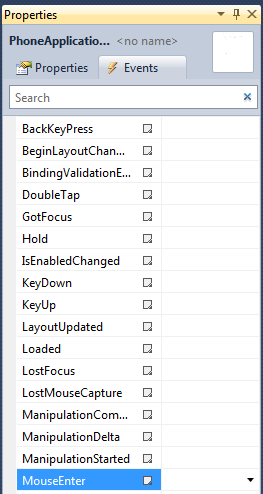 Properties
PhoneApplicatio... <no name>
Properties Events
Search
BackKeyPress
BeginLayoutChan...
BindingValidationE...
DoubleTap
GotFocus
Hold
IsEnabledChanged
KeyDown
KeyUp
LayoutUpdated
Loaded
LostFocus
LostMouseCapture
ManipulationCom...
ManipulationDelta
ManipulationStarted
MouseEnter